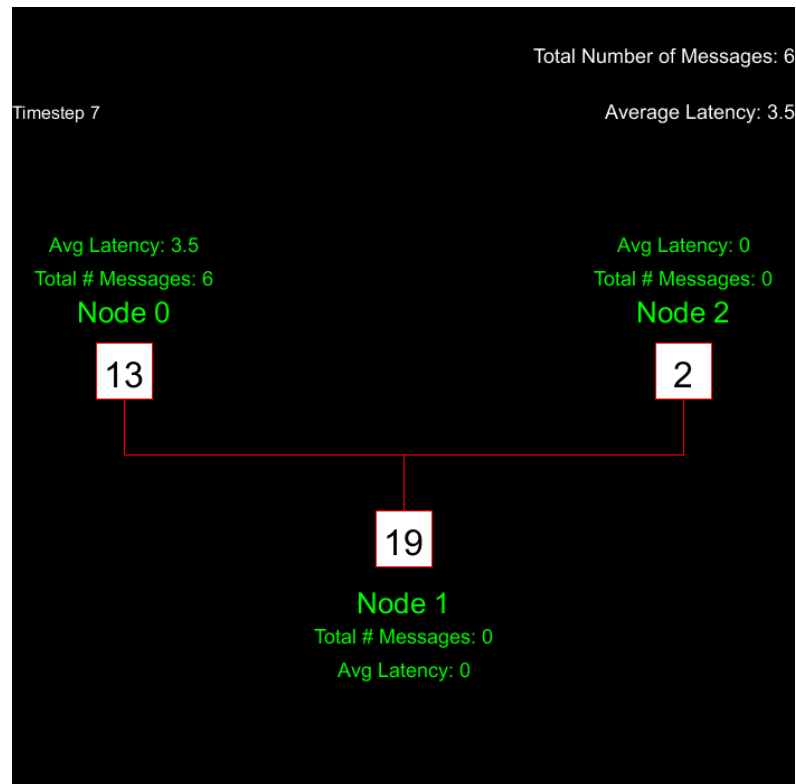 Total Number of Messages: 6
Timestep 7
Average Latency: 3.5
Avg Latency: 3.5
Total # Messages: 6
Node 0
13
Avg Latency: 0
Total # Messages: 0
Node 2
2
19
Node 1
Total # Messages: 0
Avg Latency: 0